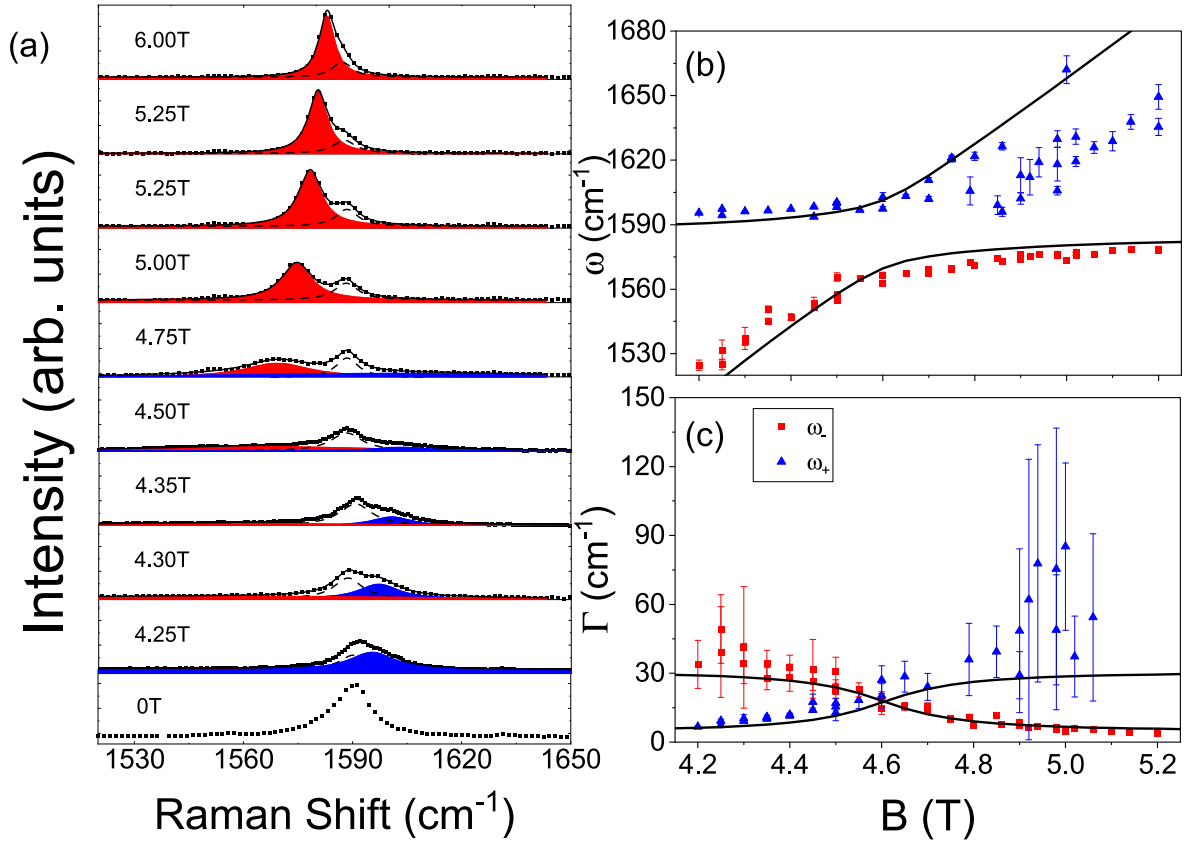 (a)
6.00T
5.25T
5.25T
5.00T
4.75T
4.50T
4.35T
4.30T
4.25T
0T
Intensity (arb. units)
1530 1560 1590 1620 1650
Raman Shift (cm⁻¹)
(b)
1680
1650
1620
1590
1560
1530
ω (cm⁻¹)
(c)
ω₋
ω₊
150
120
90
60
30
0
Γ (cm⁻¹)
4.2 4.4 4.6 4.8 5.0 5.2
B (T)